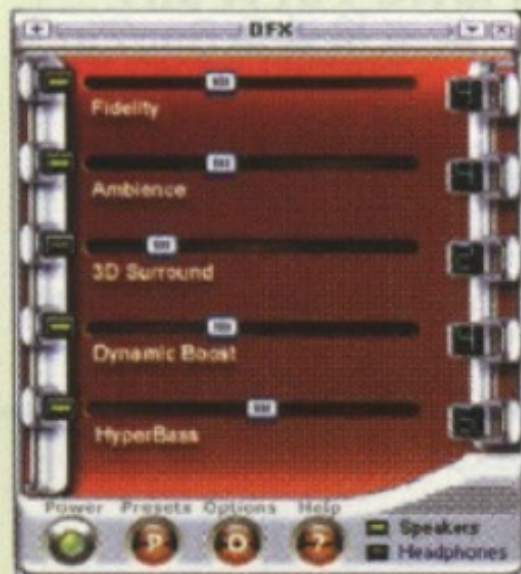 DFX
Fidelity
Ambience
3D Surround
Dynamic Boost
HyperBass
Power Presets Options Help
P O ?
Speakers
Headphones